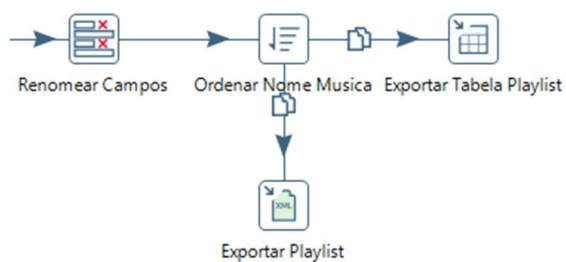 Renomear Campos
Ordenar Nome Musica
Exportar Tabela Playlist
XML
Exportar Playlist